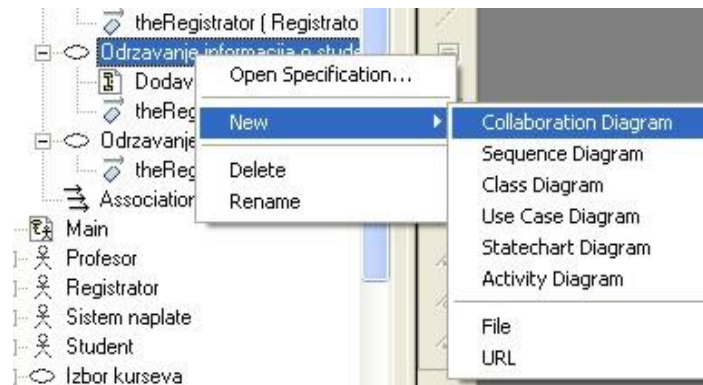 theRegistrator ( Registrato
Odrzavanje informacija o stude
Dodav
theReg
Odrzavanje
theReg
Association
Main
Profesor
Registrator
Sistem naplate
Student
Izbor kurseva
Open Specification...
New
Delete
Rename
Collaboration Diagram
Sequence Diagram
Class Diagram
Use Case Diagram
Statechart Diagram
Activity Diagram
File
URL